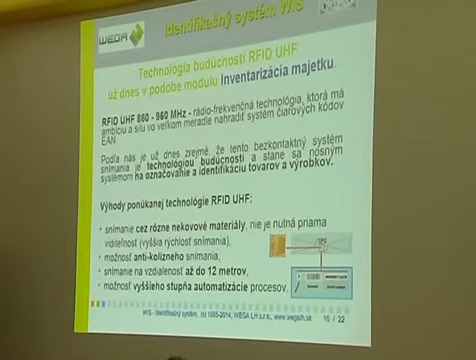 WEGA
Identifikačný systém WIS
Technológia budúcnosti RFID UHF
už dnes v podobe modulu Inventarizácia majetku.
RFID UHF 860 - 960 MHz - rádio-frekvenčná technológia, ktorá má
ambíciu a silu vo veľkom meradle nahradiť systém čiarových kódov
EAN
Podľa nás je už dnes zrejmé, že tento bezkontaktný systém
snímania je technológiou budúcnosti a stane sa nosným
systémom na označovanie a identifikáciu tovarov a výrobkov.
Výhody ponúkanej technológie RFID UHF:
• snímanie cez rôzne nekovové materiály, nie je nutná priama
viditeľnosť (vyššia rýchlosť snímania),
• možnosť anti-kolízneho snímania,
• snímanie na vzdialenosť až do 12 metrov,
• možnosť vyššieho stupňa automatizácie procesov.
WIS - Identifikačný systém, (c) 1995-2014, WEGA LH s.r.o., www.wegalh.sk 15 / 22